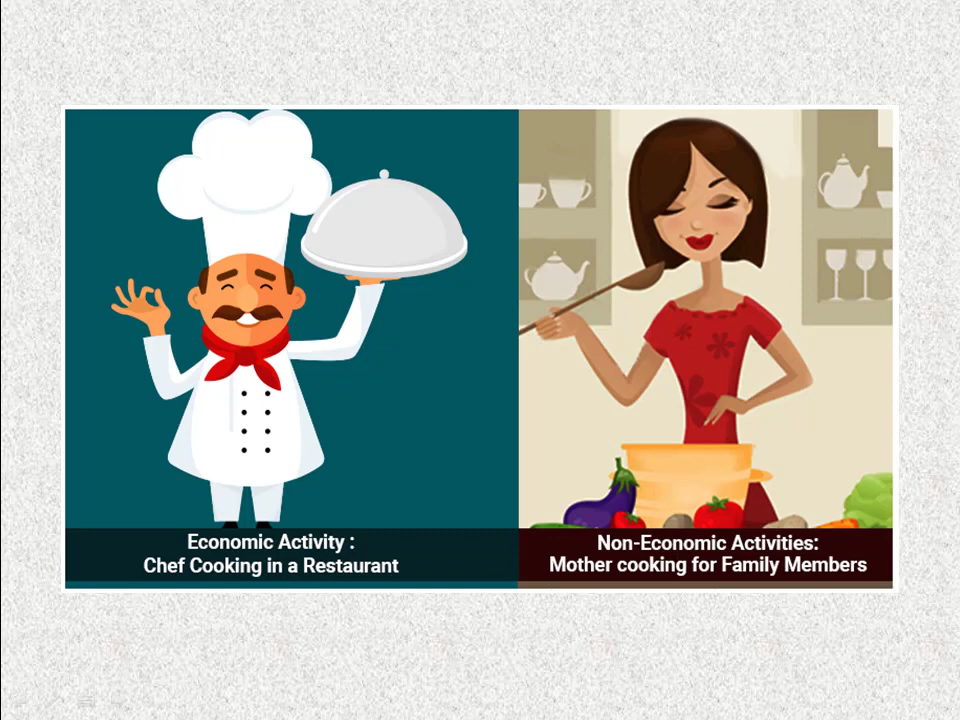 Economic Activity :
Chef Cooking in a Restaurant
Non-Economic Activities:
Mother cooking for Family Members